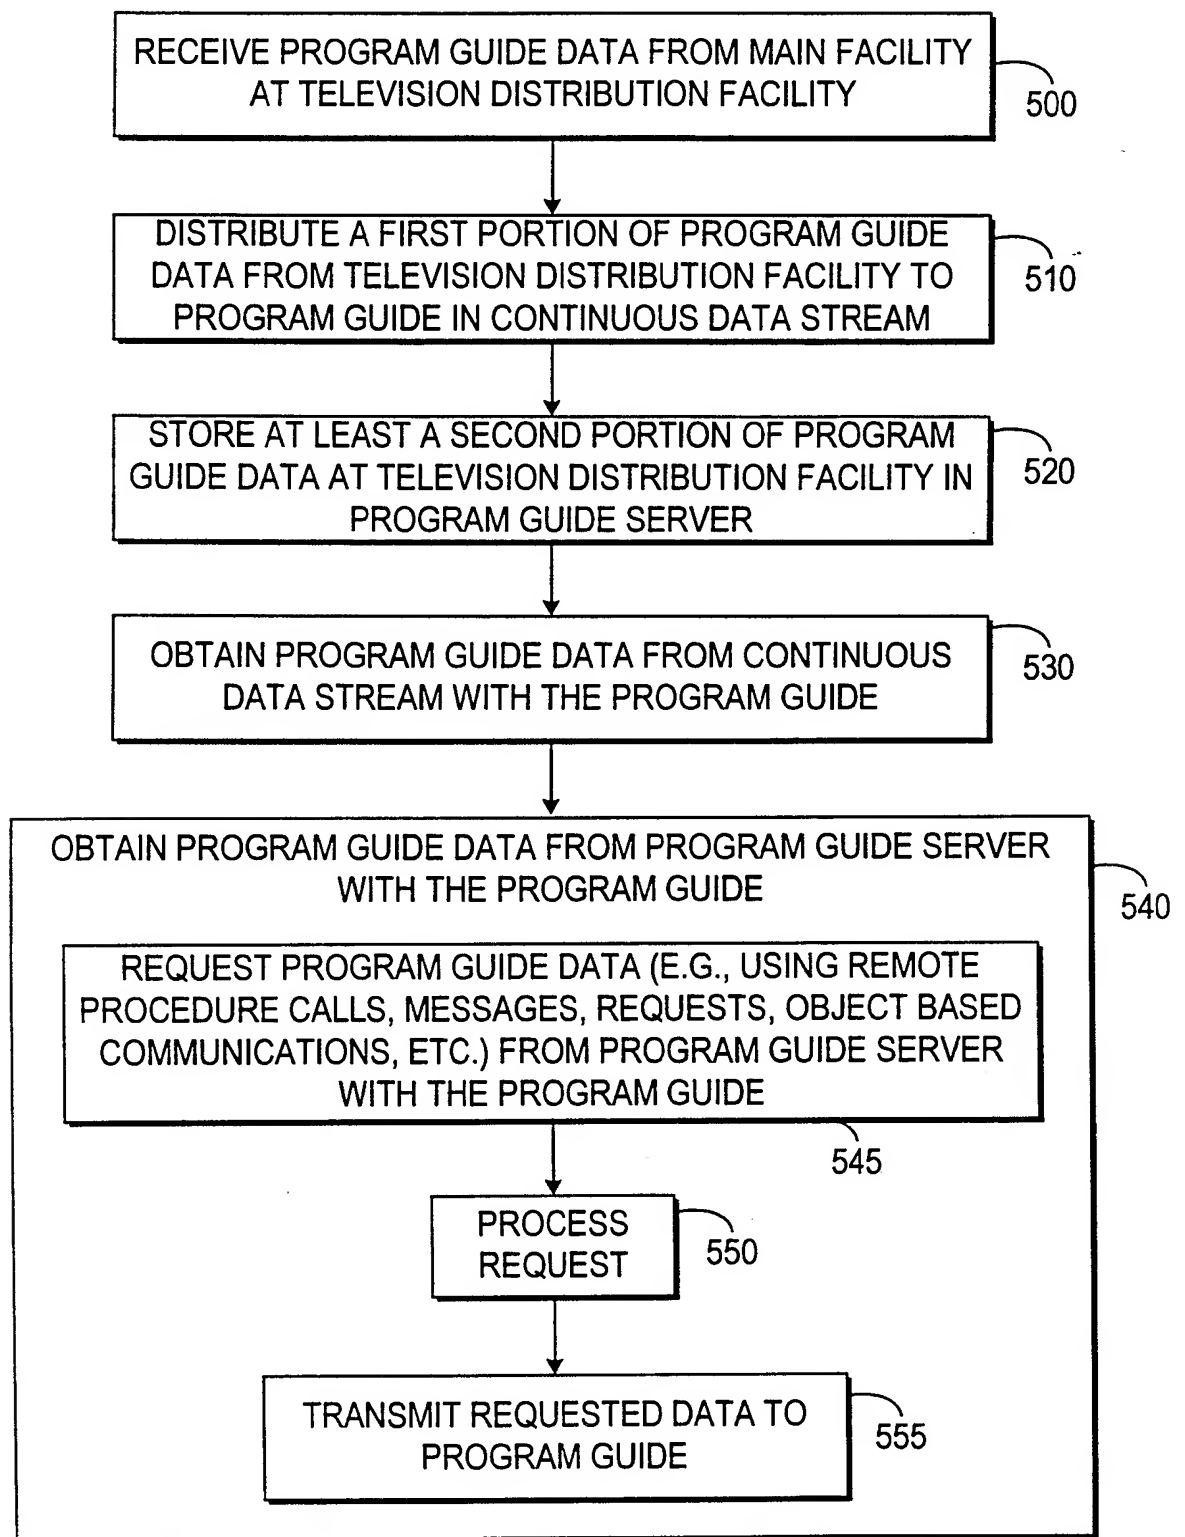 RECEIVE PROGRAM GUIDE DATA FROM MAIN FACILITY
AT TELEVISION DISTRIBUTION FACILITY
500
DISTRIBUTE A FIRST PORTION OF PROGRAM GUIDE
DATA FROM TELEVISION DISTRIBUTION FACILITY TO
PROGRAM GUIDE IN CONTINUOUS DATA STREAM
510
STORE AT LEAST A SECOND PORTION OF PROGRAM
GUIDE DATA AT TELEVISION DISTRIBUTION FACILITY IN
PROGRAM GUIDE SERVER
520
OBTAIN PROGRAM GUIDE DATA FROM CONTINUOUS
DATA STREAM WITH THE PROGRAM GUIDE
530
OBTAIN PROGRAM GUIDE DATA FROM PROGRAM GUIDE SERVER
WITH THE PROGRAM GUIDE
540
REQUEST PROGRAM GUIDE DATA (E.G., USING REMOTE
PROCEDURE CALLS, MESSAGES, REQUESTS, OBJECT BASED
COMMUNICATIONS, ETC.) FROM PROGRAM GUIDE SERVER
WITH THE PROGRAM GUIDE
545
PROCESS
REQUEST
550
TRANSMIT REQUESTED DATA TO
PROGRAM GUIDE
555